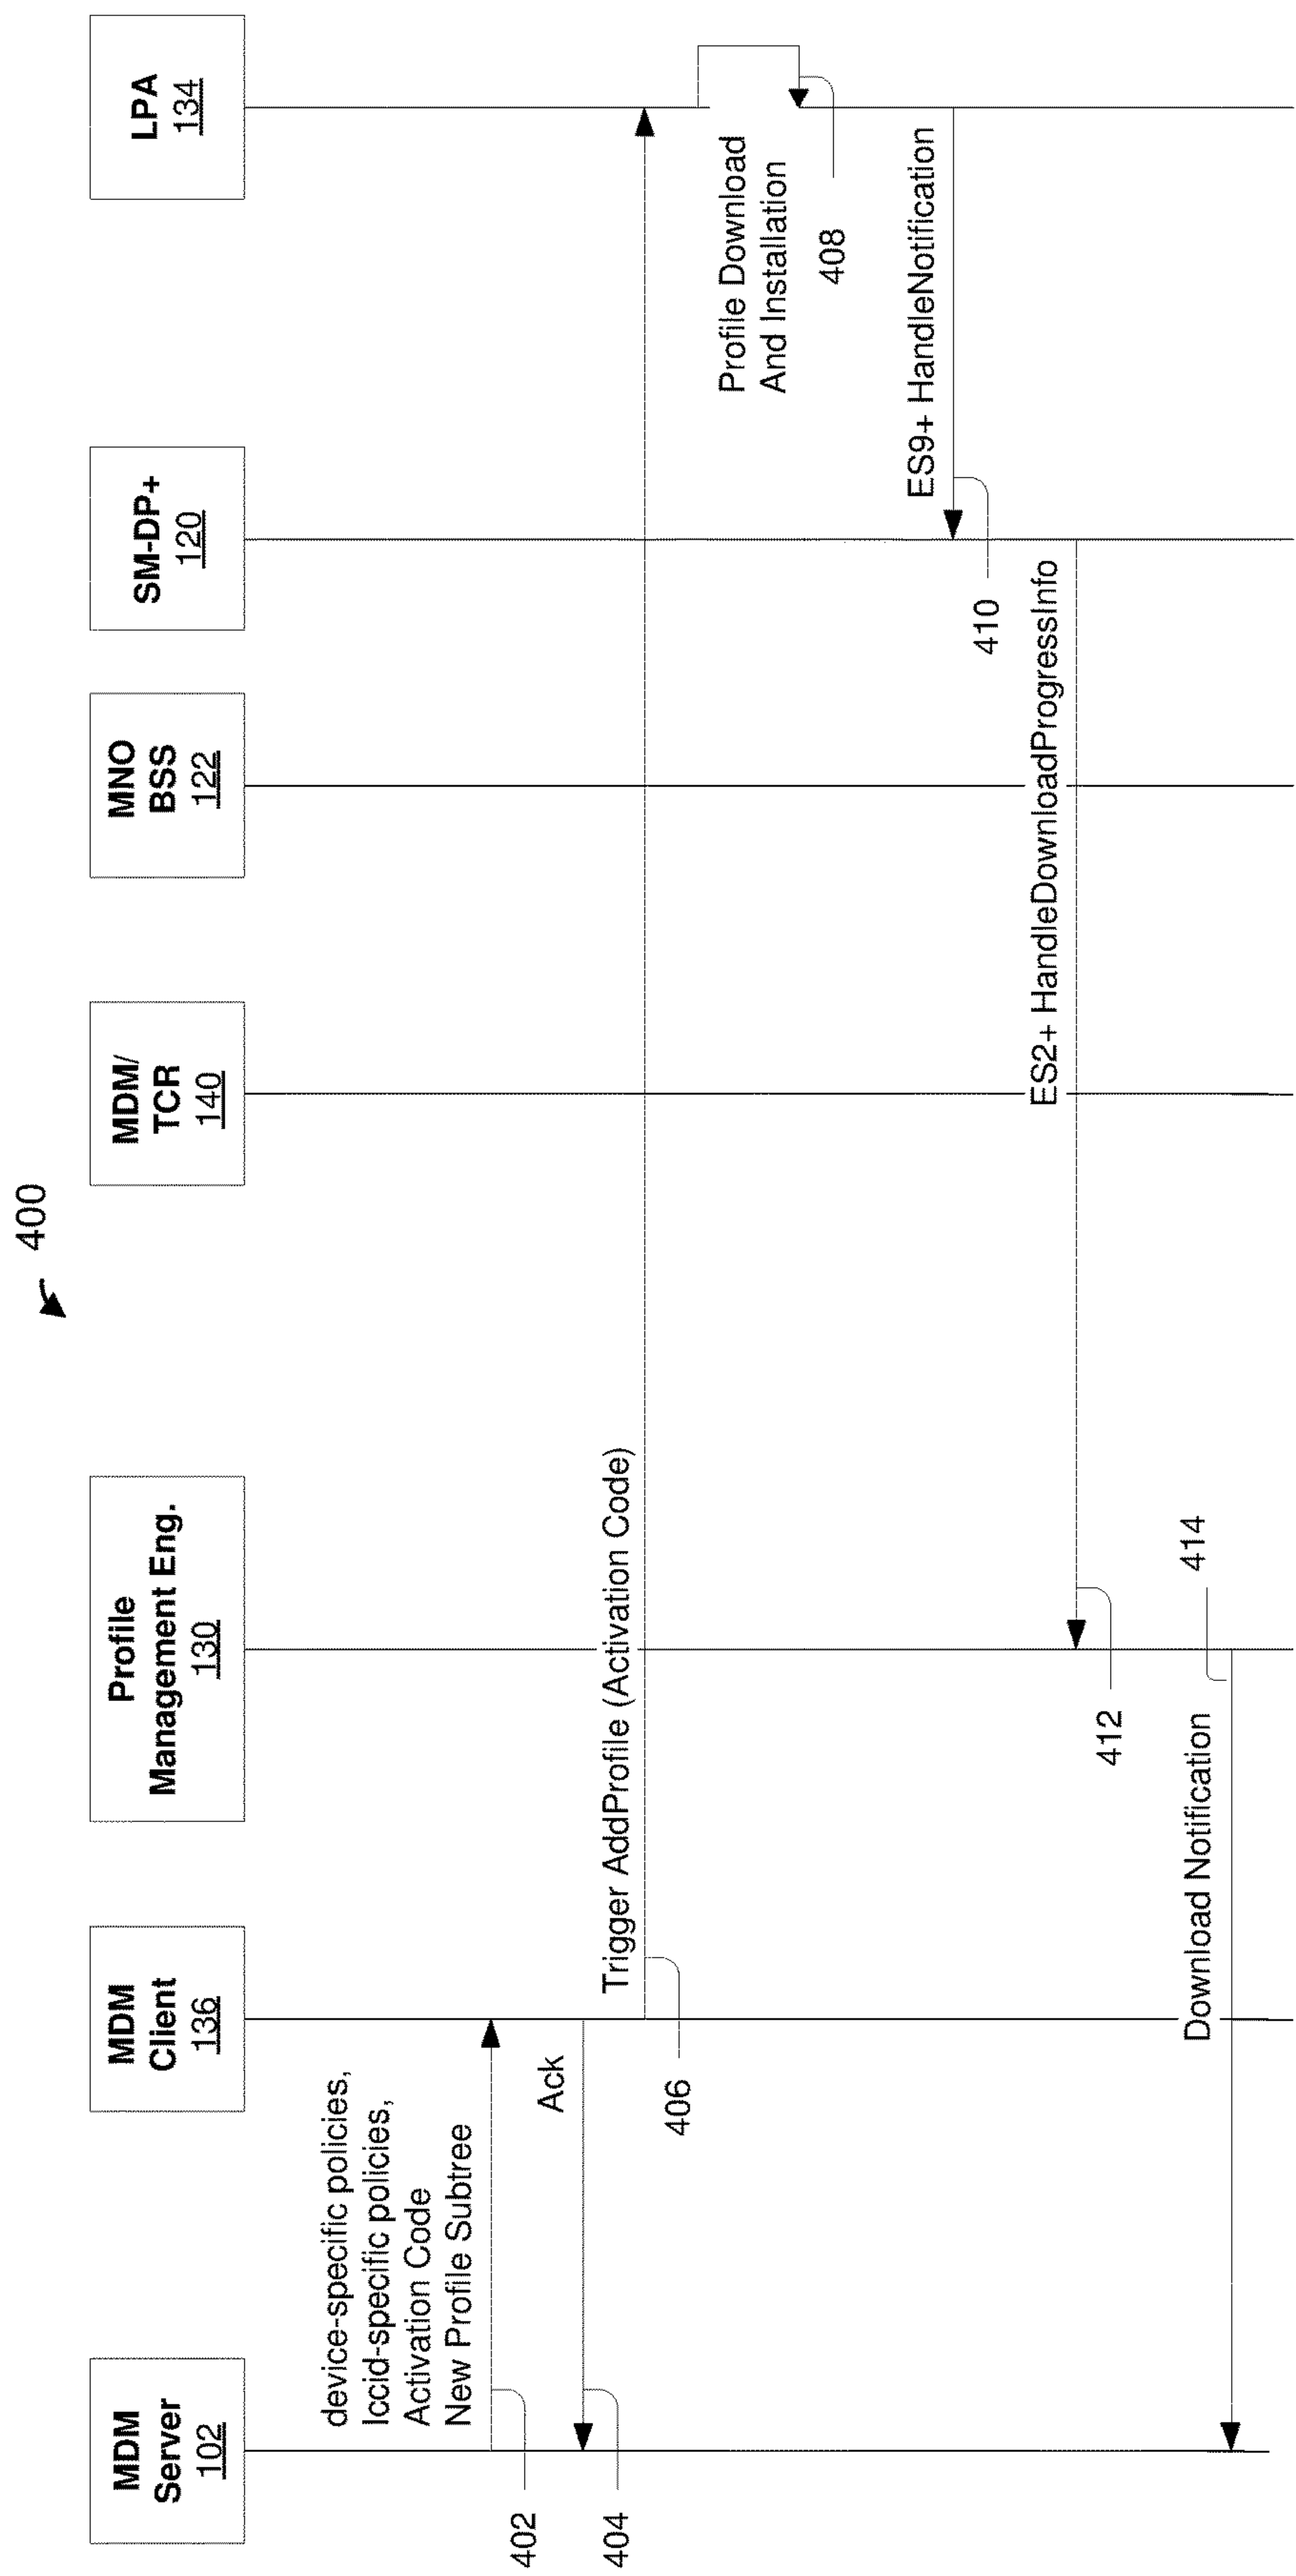 400
MDM
Server
102
MDM
Client
136
Profile
Management Eng.
130
MDM/
TCR
140
MNO
BSS
122
SM-DP+
120
LPA
134
device-specific policies,
Iccid-specific policies,
Activation Code
New Profile Subtree
402
Ack
404
Trigger AddProfile (Activation Code)
406
Profile Download
And Installation
408
ES9+ HandleNotification
410
ES2+ HandleDownloadProgressInfo
412
Download Notification
414